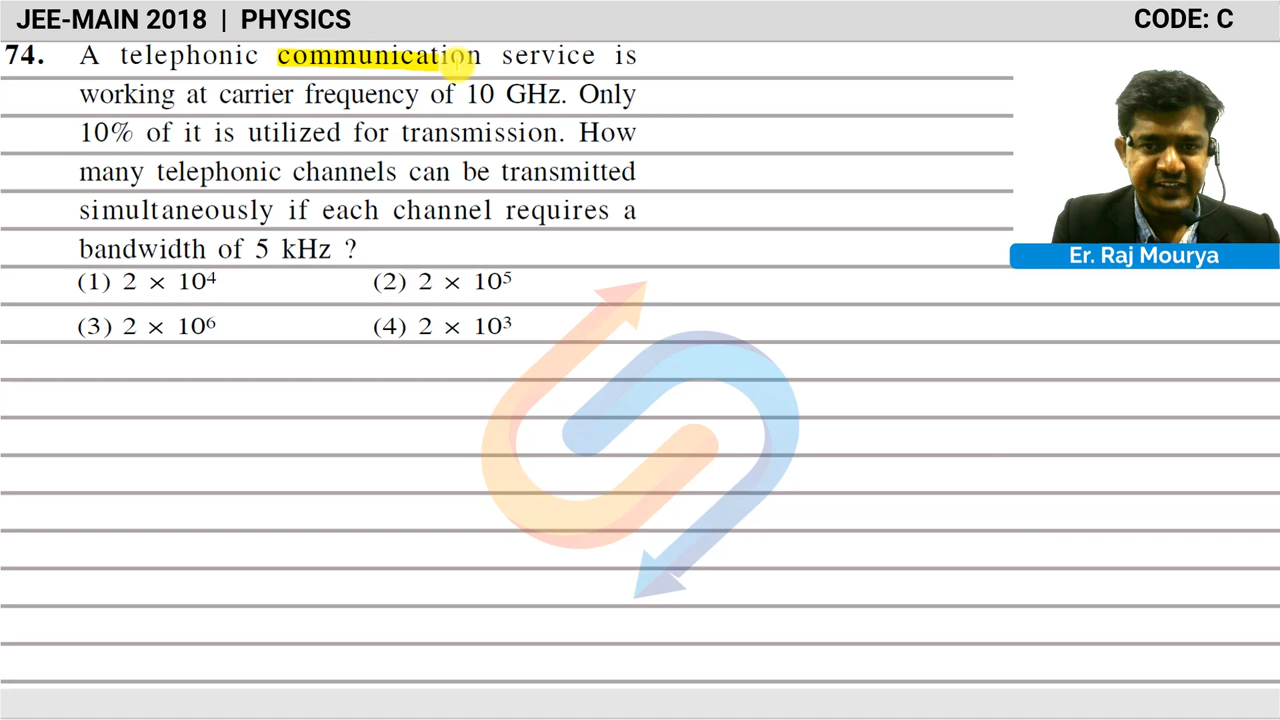 JEE-MAIN 2018 | PHYSICS
CODE: C
74. A telephonic communication service is
working at carrier frequency of 10 GHz. Only
10% of it is utilized for transmission. How
many telephonic channels can be transmitted
simultaneously if each channel requires a
bandwidth of 5 kHz ?
(1) 2 × 10⁴ (2) 2 × 10⁵
(3) 2 × 10⁶ (4) 2 × 10³
Er. Raj Mourya